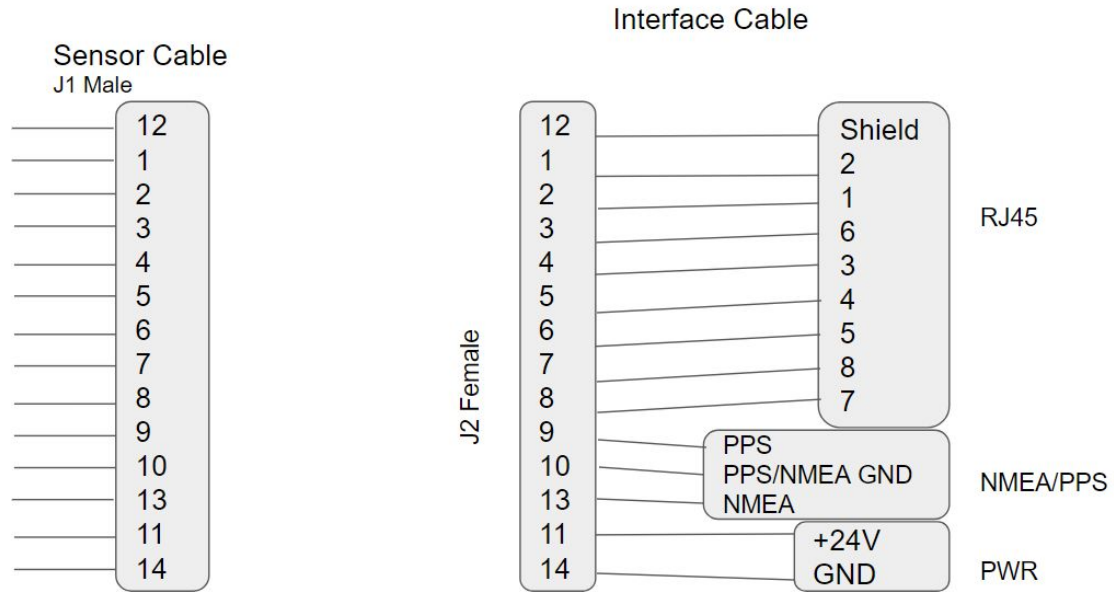 Interface Cable
Sensor Cable
J1 Male
12
1
2
3
4
5
6
7
8
9
10
13
11
14
J2 Female
12
1
2
3
4
5
6
7
8
9
10
13
11
14
Shield
2
1
6
3
4
5
8
7
RJ45
PPS
PPS/NMEA GND
NMEA
NMEA/PPS
+24V
GND
PWR